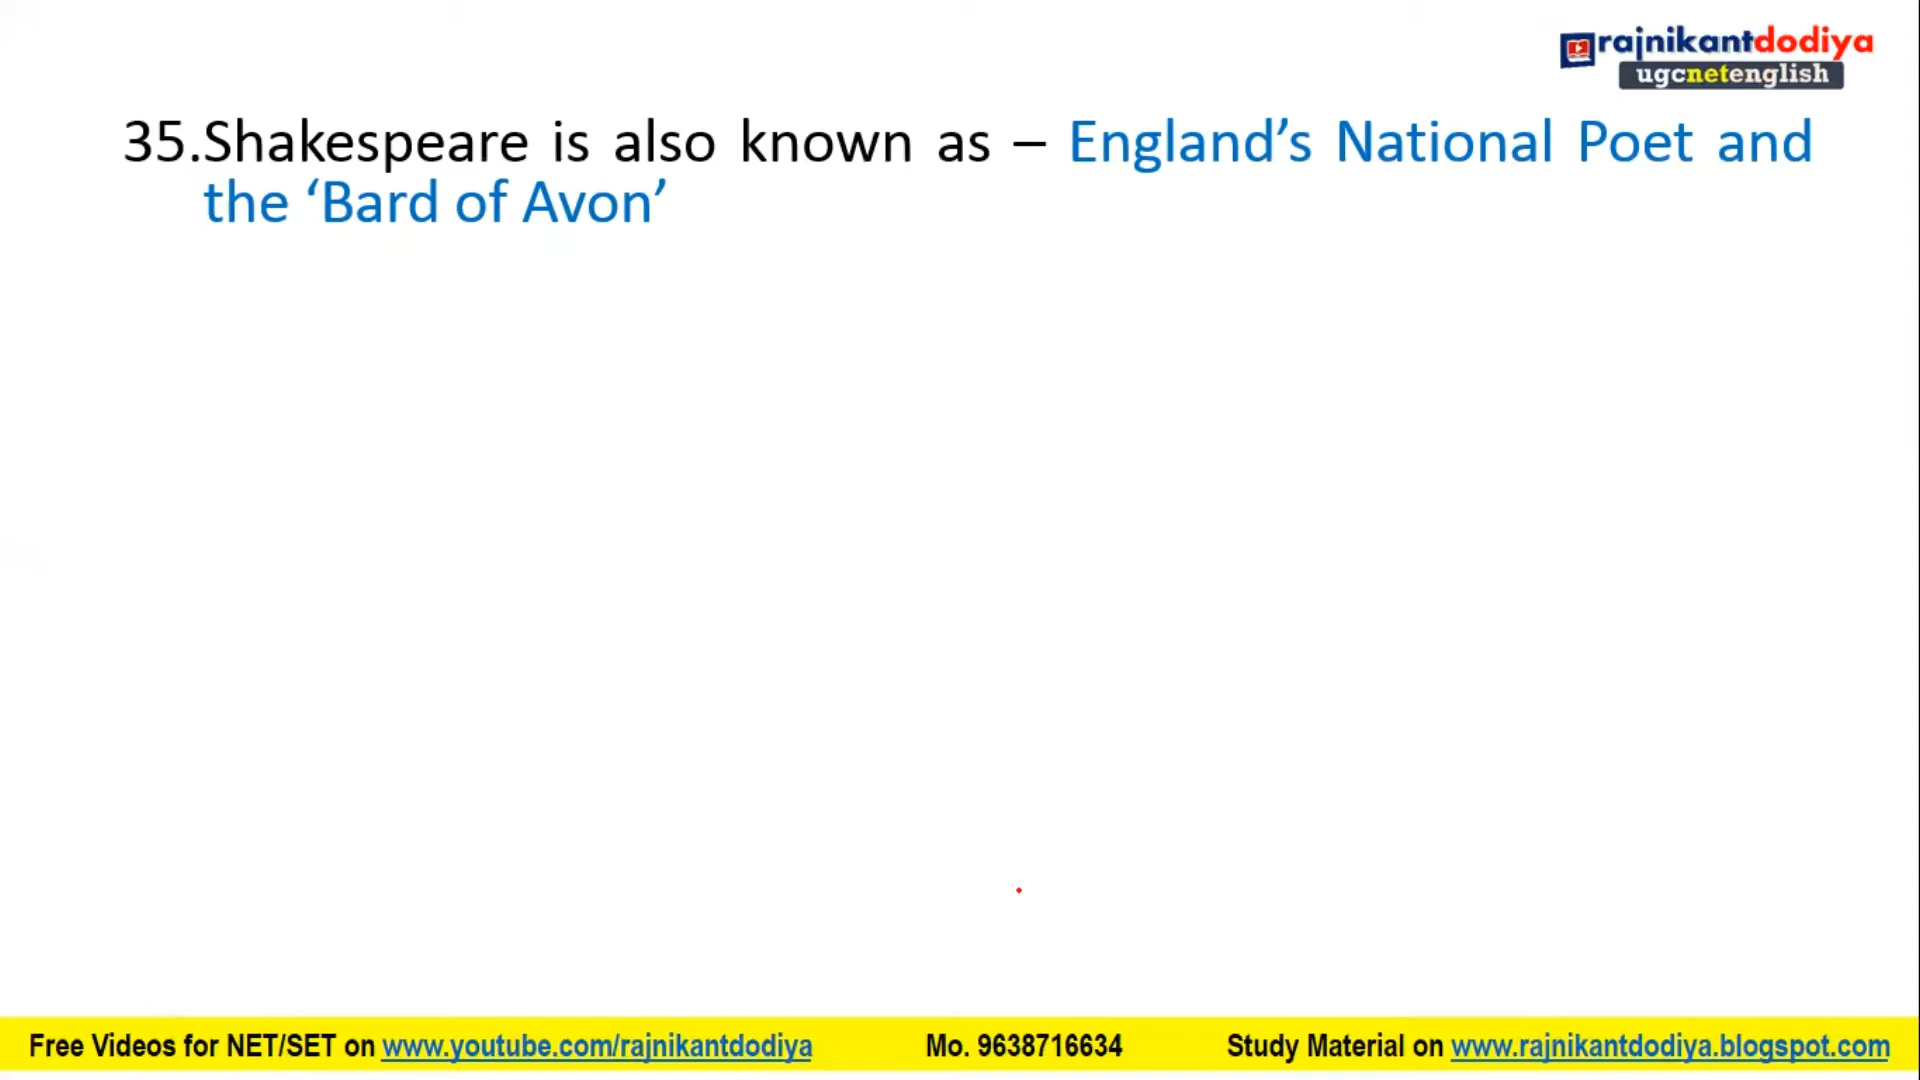 rajnikantdodiya
ugcnetenglish
35.Shakespeare is also known as – England’s National Poet and
the ‘Bard of Avon’
Free Videos for NET/SET on www.youtube.com/rajnikantdodiya Mo. 9638716634 Study Material on www.rajnikantdodiya.blogspot.com